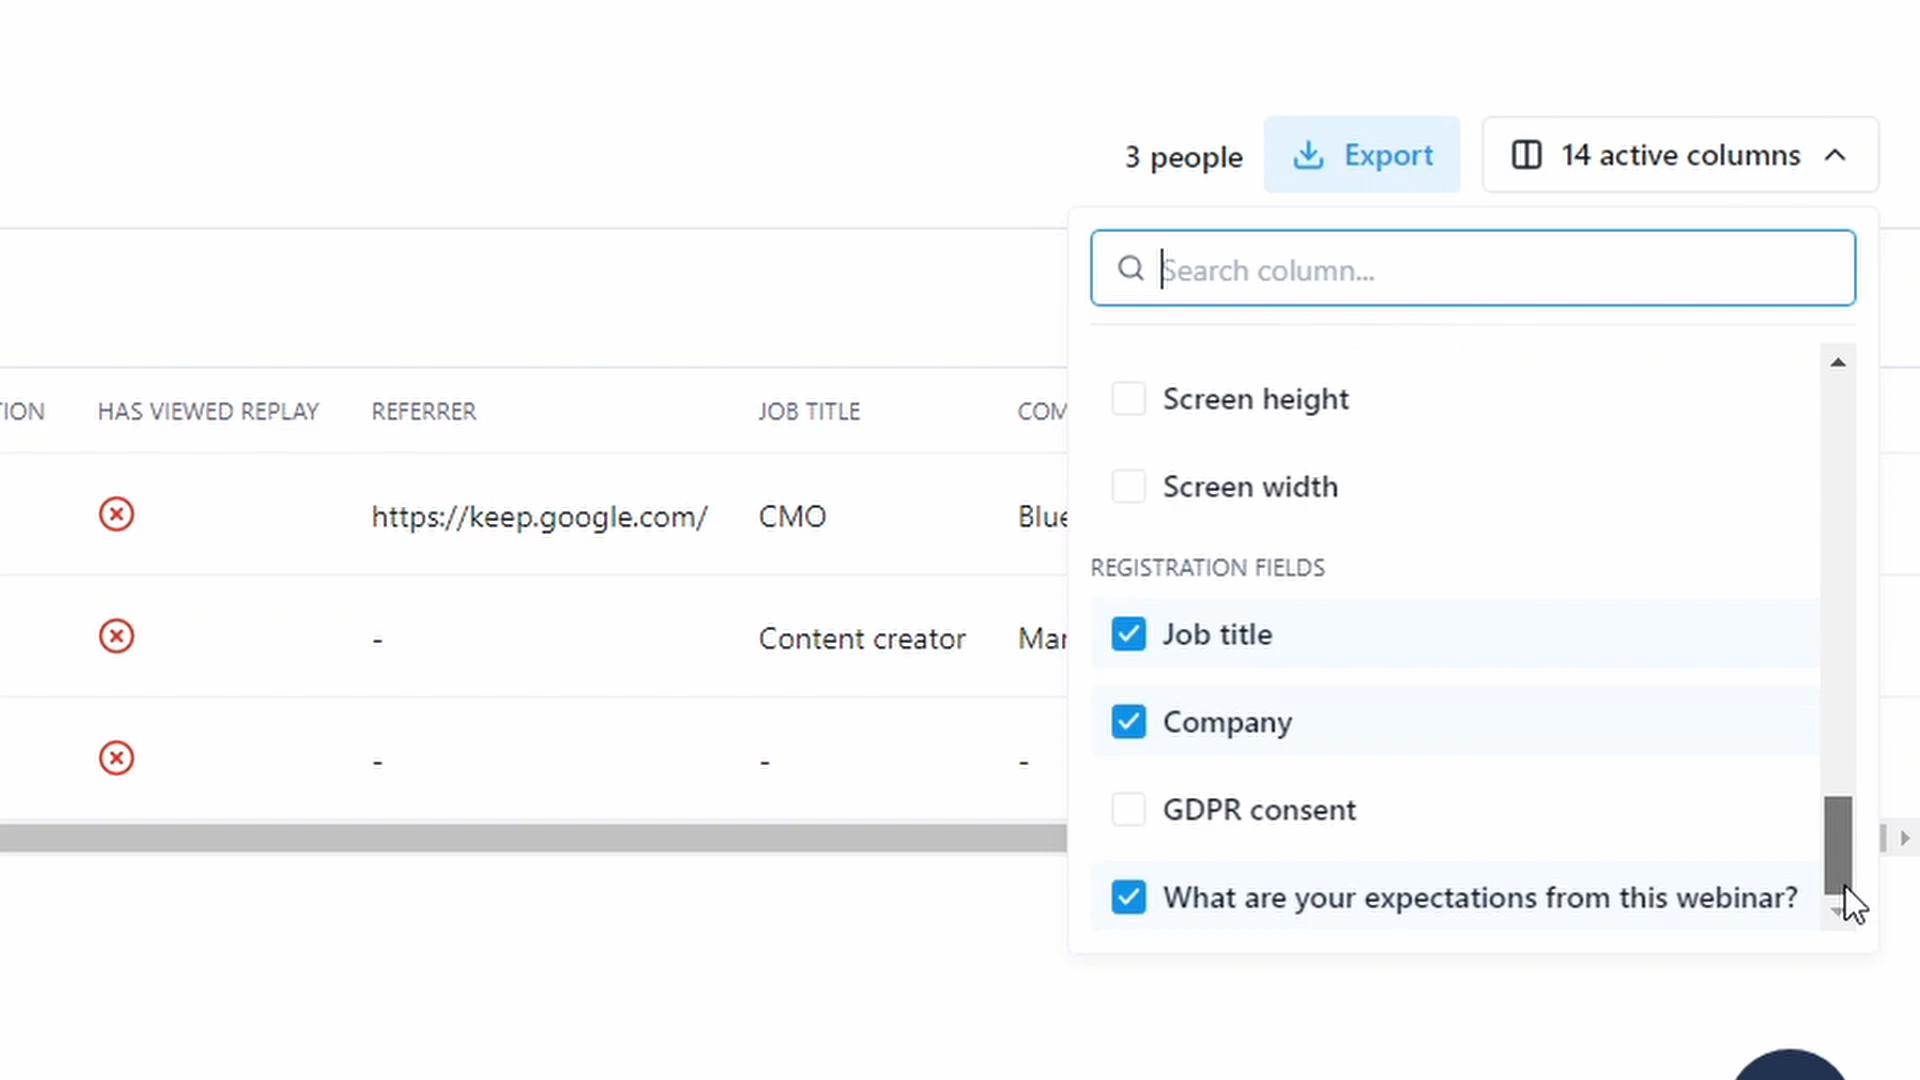 3 people
Export
14 active columns
Search column...
TION HAS VIEWED REPLAY REFERRER JOB TITLE COM
https://keep.google.com/ CMO Blue
- Content creator Mar
- - -
Screen height
Screen width
REGISTRATION FIELDS
Job title
Company
GDPR consent
What are your expectations from this webinar?